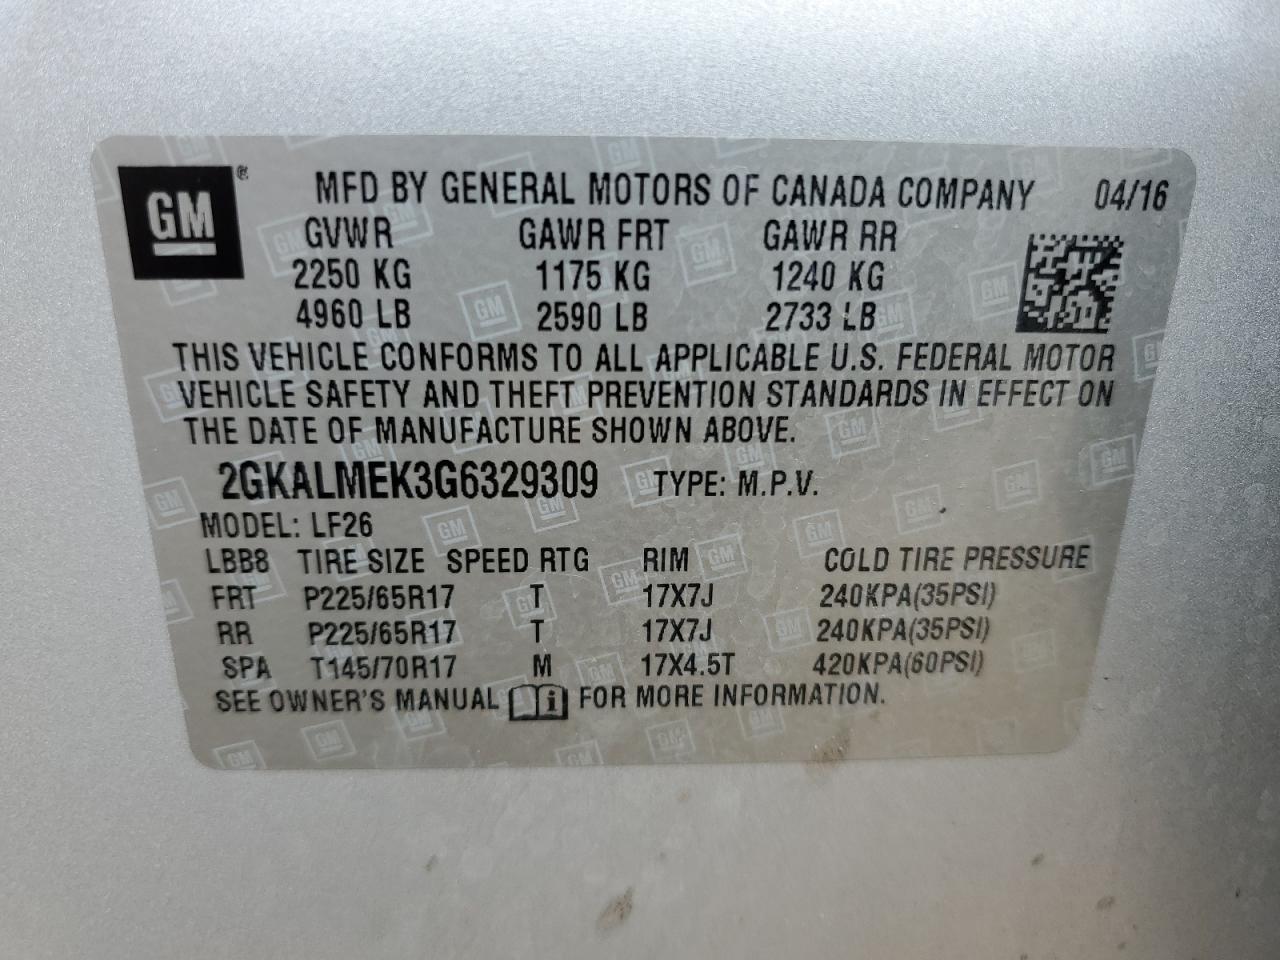 GM®
MFD BY GENERAL MOTORS OF CANADA COMPANY 04/16
GVWR GAWR FRT GAWR RR
2250 KG 1175 KG 1240 KG
4960 LB 2590 LB 2733 LB
THIS VEHICLE CONFORMS TO ALL APPLICABLE U.S. FEDERAL MOTOR
VEHICLE SAFETY AND THEFT PREVENTION STANDARDS IN EFFECT ON
THE DATE OF MANUFACTURE SHOWN ABOVE.
2GKALMEK3G6329309 TYPE: M.P.V.
MODEL: LF26
LBB8 TIRE SIZE SPEED RTG RIM COLD TIRE PRESSURE
FRT P225/65R17 T 17X7J 240KPA(35PSI)
RR P225/65R17 T 17X7J 240KPA(35PSI)
SPA T145/70R17 M 17X4.5T 420KPA(60PSI)
SEE OWNER'S MANUAL i FOR MORE INFORMATION.